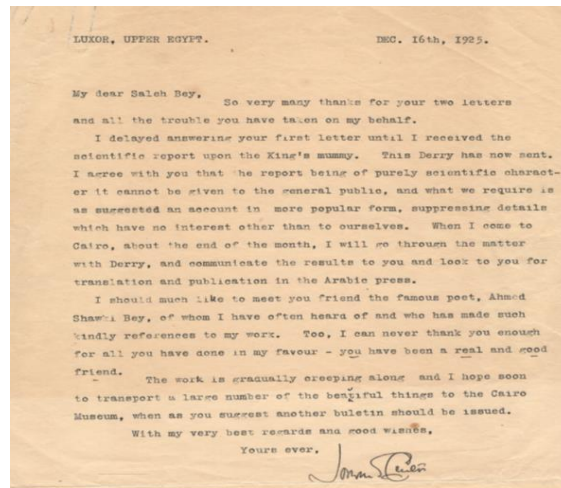 LUXOR, UPPER EGYPT. DEC. 16th, 1925.
My dear Saleh Bey,
So very many thanks for your two letters
and all the trouble you have taken on my behalf.
I delayed answering your first letter until I received the
scientific report upon the King's mummy. This Derry has now sent.
I agree with you that the report being of purely scientific charact-
er it cannot be given to the general public, and what we require is
as suggested an account in more popular form, suppressing details
which have no interest other than to ourselves. When I come to
Cairo, about the end of the month, I will go through the matter
with Derry, and communicate the results to you and look to you for
translation and publication in the Arabic press.
I should much like to meet you friend the famous poet, Ahmed
Shawki Bey, of whom I have often heard of and who has made such
kindly references to my work. Too, I can never thank you enough
for all you have done in my favour - you have been a real and good
friend.
The work is gradually creeping along and I hope soon
to transport a large number of the beatiful things to the Cairo
Museum, when as you suggest another buletin should be issued.
With my very best regards and good wishes,
Yours ever,